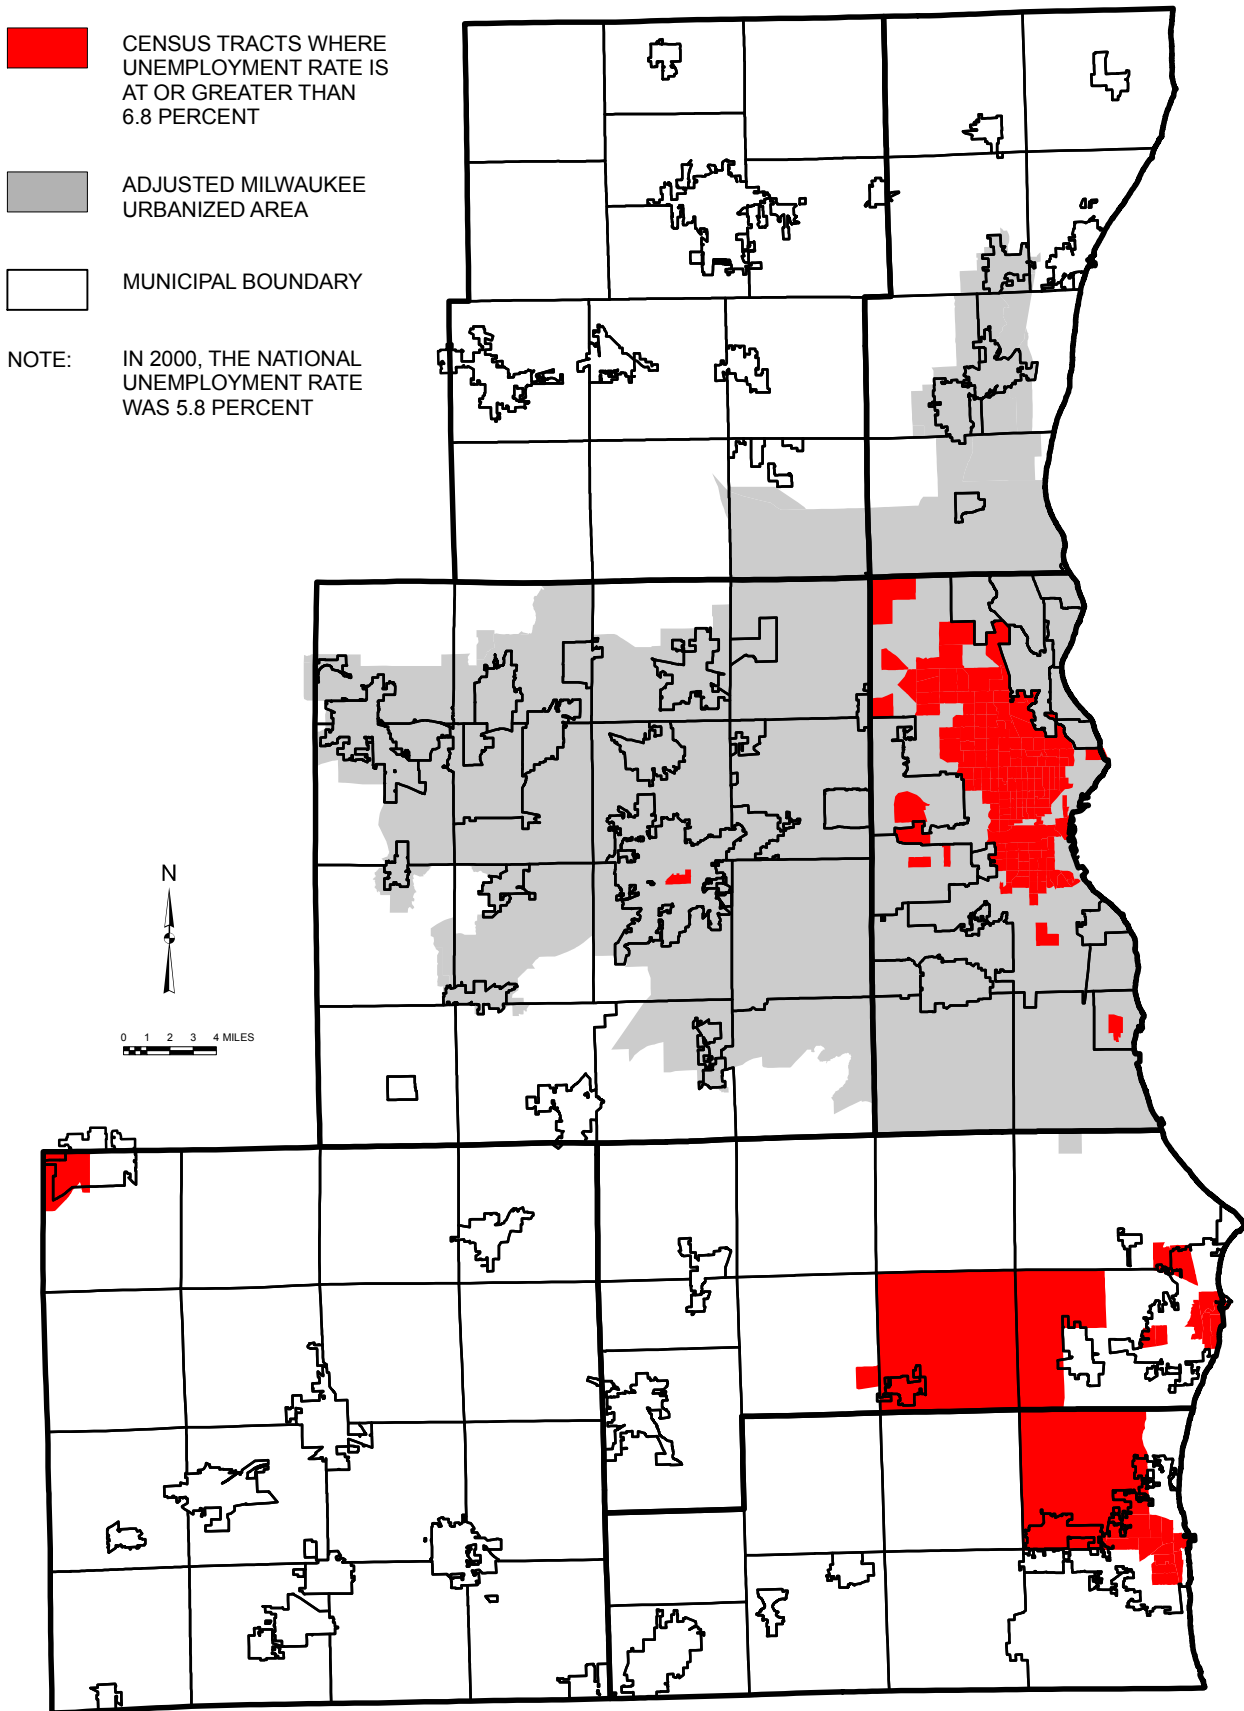 CENSUS TRACTS WHERE
UNEMPLOYMENT RATE IS
AT OR GREATER THAN
6.8 PERCENT
ADJUSTED MILWAUKEE
URBANIZED AREA
MUNICIPAL BOUNDARY
NOTE: IN 2000, THE NATIONAL
UNEMPLOYMENT RATE
WAS 5.8 PERCENT
N
0 1 2 3 4 MILES